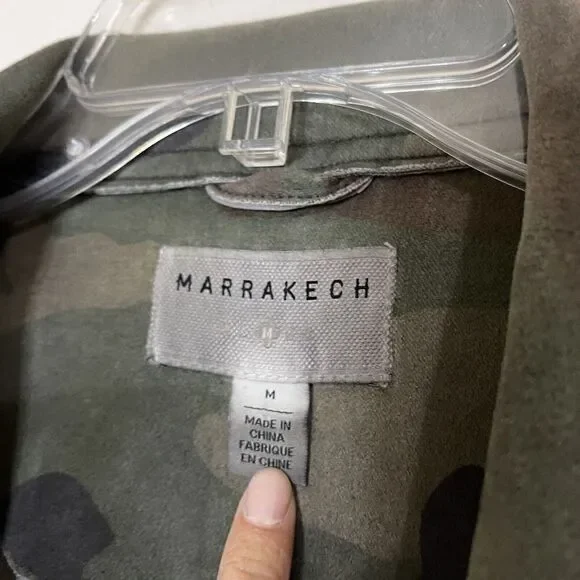 MARRAKECH
M
M
MADE IN
CHINA
FABRIQUE
EN CHINE